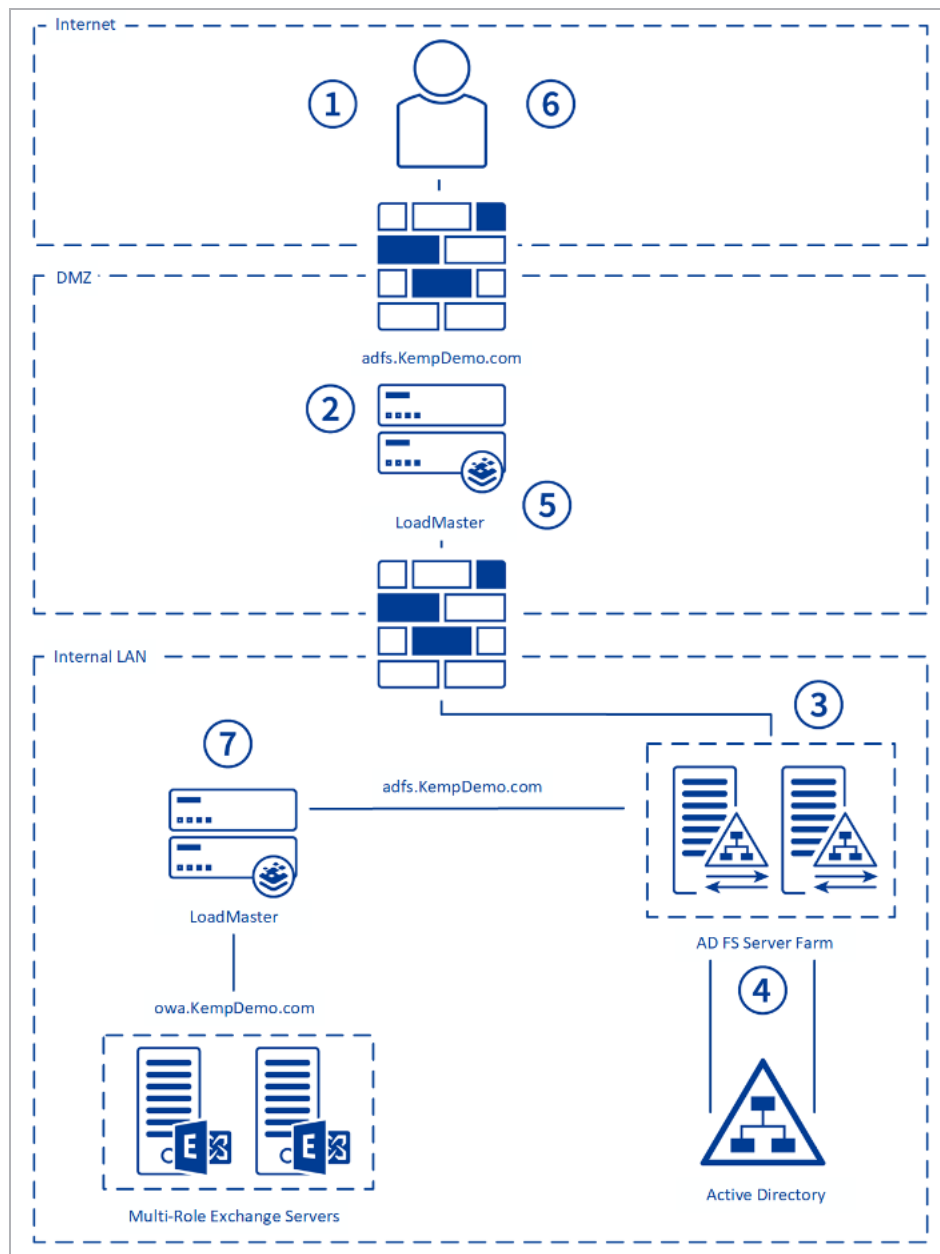 Internet
1
6
DMZ
adfs.KempDemo.com
2
5
LoadMaster
Internal LAN
3
7
adfs.KempDemo.com
LoadMaster
AD FS Server Farm
4
owa.KempDemo.com
E
E
Multi-Role Exchange Servers
Active Directory